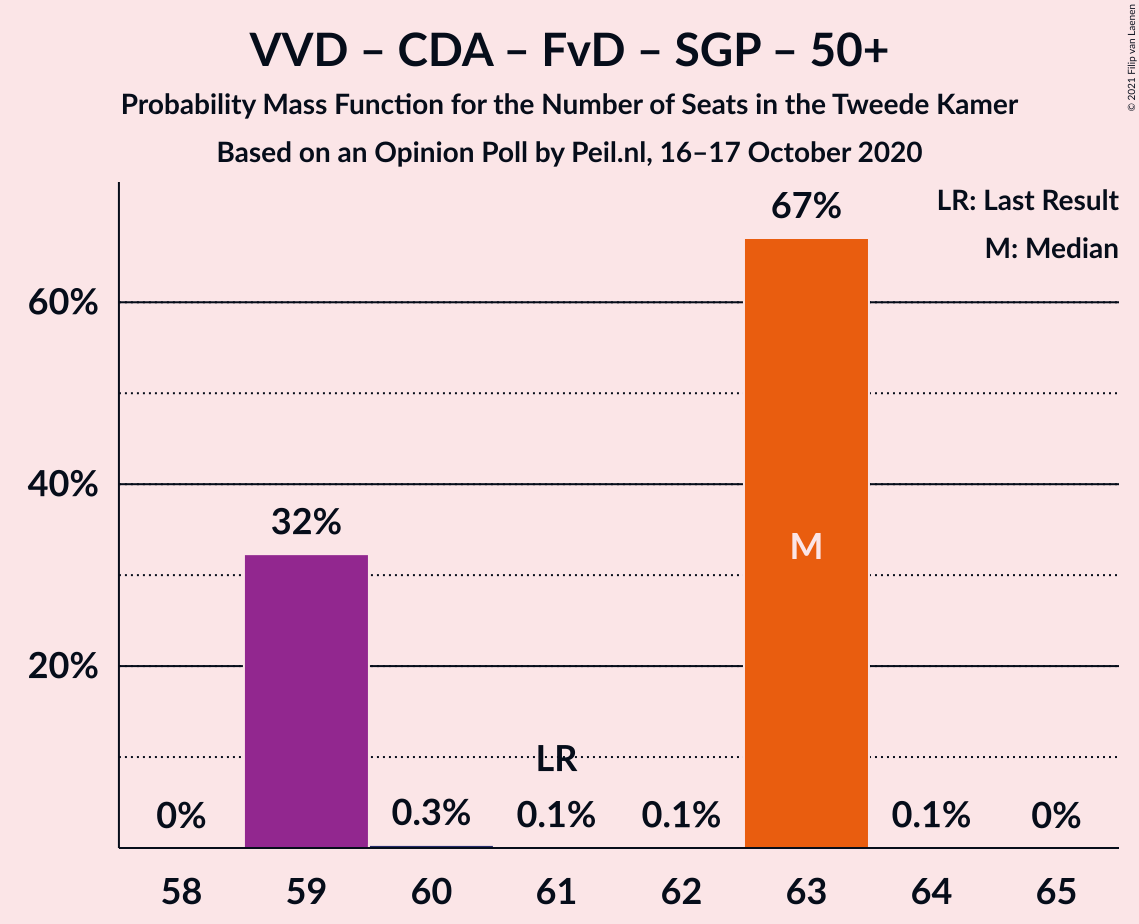 VVD – CDA – FvD – SGP – 50+
Probability Mass Function for the Number of Seats in the Tweede Kamer
Based on an Opinion Poll by Peil.nl, 16–17 October 2020
© 2021 Filip van Laenen
LR: Last Result
M: Median
67%
60%
M
40%
32%
20%
LR
0%
0.3%
0.1%
0.1%
0.1%
0%
58
59
60
61
62
63
64
65